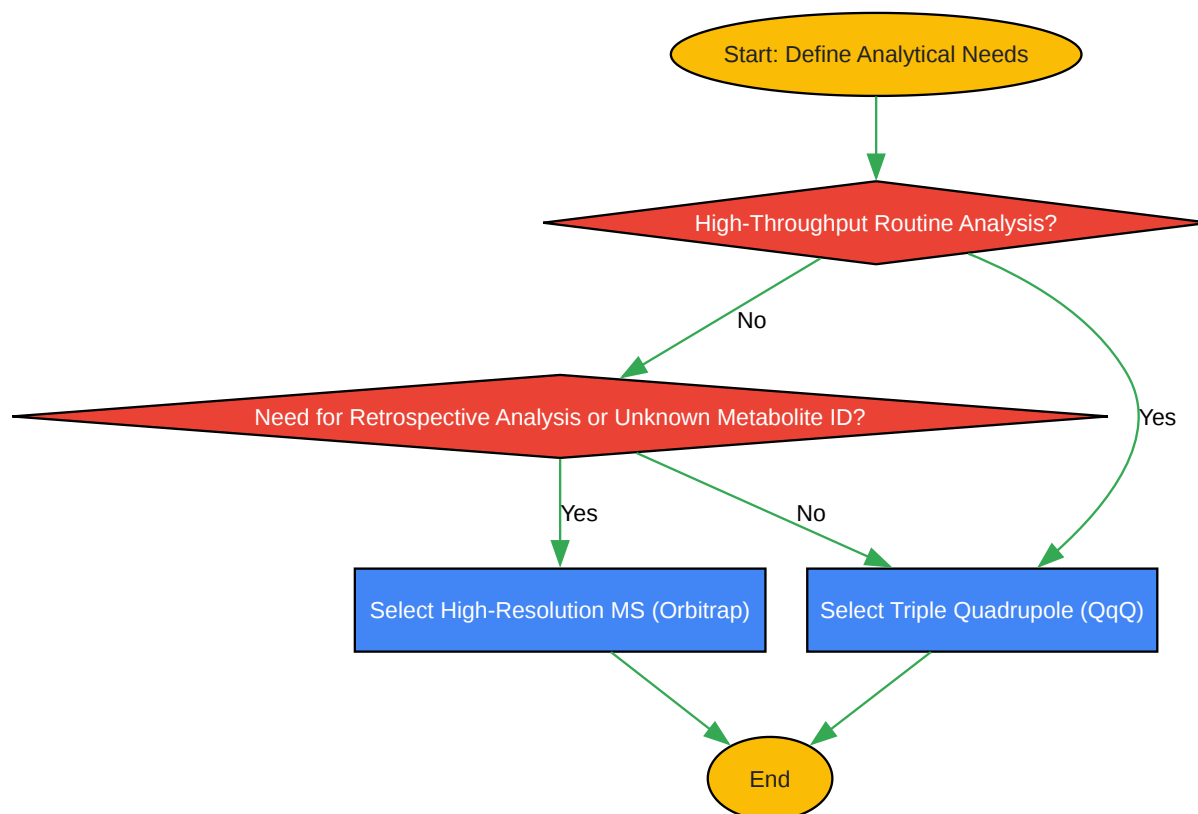 Start: Define Analytical Needs
High-Throughput Routine Analysis?
No
Need for Retrospective Analysis or Unknown Metabolite ID?
Yes
Yes
No
Select High-Resolution MS (Orbitrap)
Select Triple Quadrupole (QqQ)
End